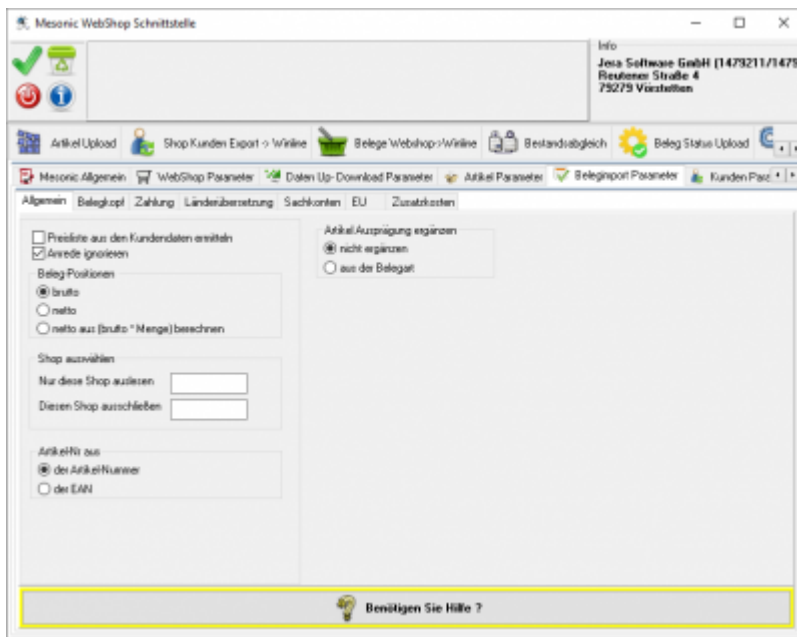 Mesonic WebShop Schnittstelle
Info
Jera Software GmbH (1479211/1479
Reutener Straße 4
79279 Vörstetten
Artikel Upload
Shop Kunden Export -> Winline
Belege Webshop->Winline
Bestandsabgleich
Beleg Status Upload
Mesonic Allgemein
WebShop Parameter
Daten Up- Download Parameter
Artikel Parameter
Belegimport Parameter
Kunden Para
Allgemein
Belegkopf
Zahlung
Länderübersetzung
Sachkonten
EU
Zusatzkosten
Preisliste aus den Kundendaten ermitteln
Anrede ignorieren
Beleg-Positionen
brutto
netto
netto aus (brutto * Menge) berechnen
Shop auswählen
Nur diese Shop auslesen
Diesen Shop ausschließen
Artikel-Nr aus
der Artikel-Nummer
der EAN
Artikel Ausprägung ergänzen
nicht ergänzen
aus der Belegart
Benötigen Sie Hilfe ?